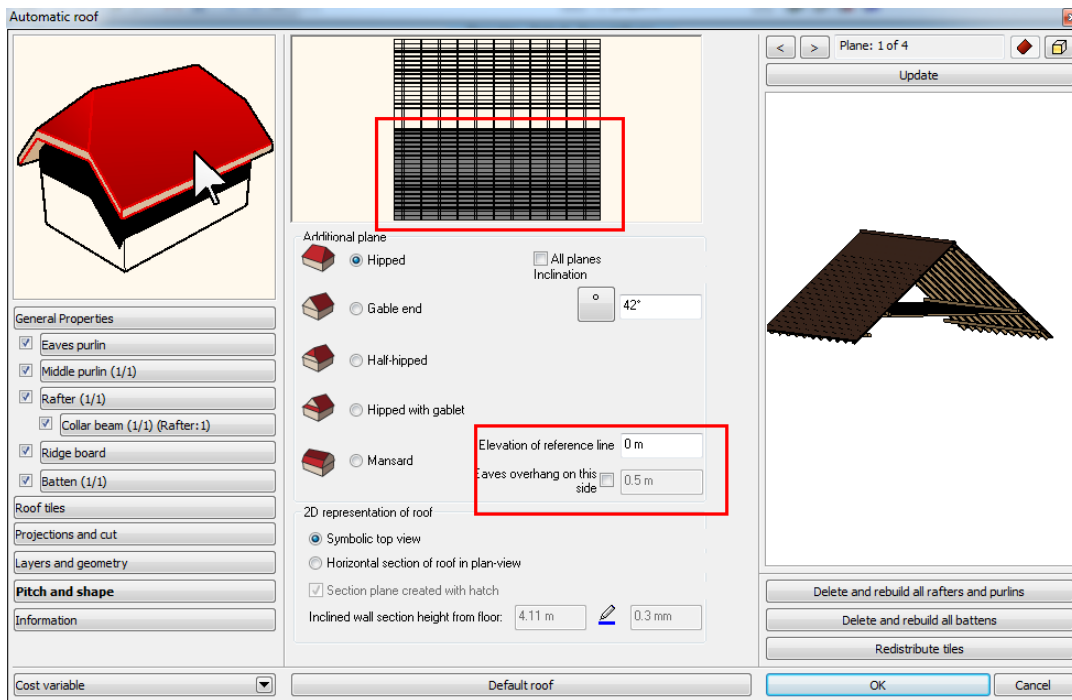 Automatic roof
General Properties
Eaves purlin
Middle purlin (1/1)
Rafter (1/1)
Collar beam (1/1) (Rafter:1)
Ridge board
Batten (1/1)
Roof tiles
Projections and cut
Layers and geometry
Pitch and shape
Information
Cost variable
Additional plane
Hipped
All planes
Inclination
° 42°
Gable end
Half-hipped
Hipped with gablet
Mansard
Elevation of reference line 0 m
Eaves overhang on this
side 0.5 m
2D representation of roof
Symbolic top view
Horizontal section of roof in plan-view
Section plane created with hatch
Inclined wall section height from floor: 4.11 m 0.3 mm
Default roof
< > Plane: 1 of 4
Update
Delete and rebuild all rafters and purlins
Delete and rebuild all battens
Redistribute tiles
OK Cancel